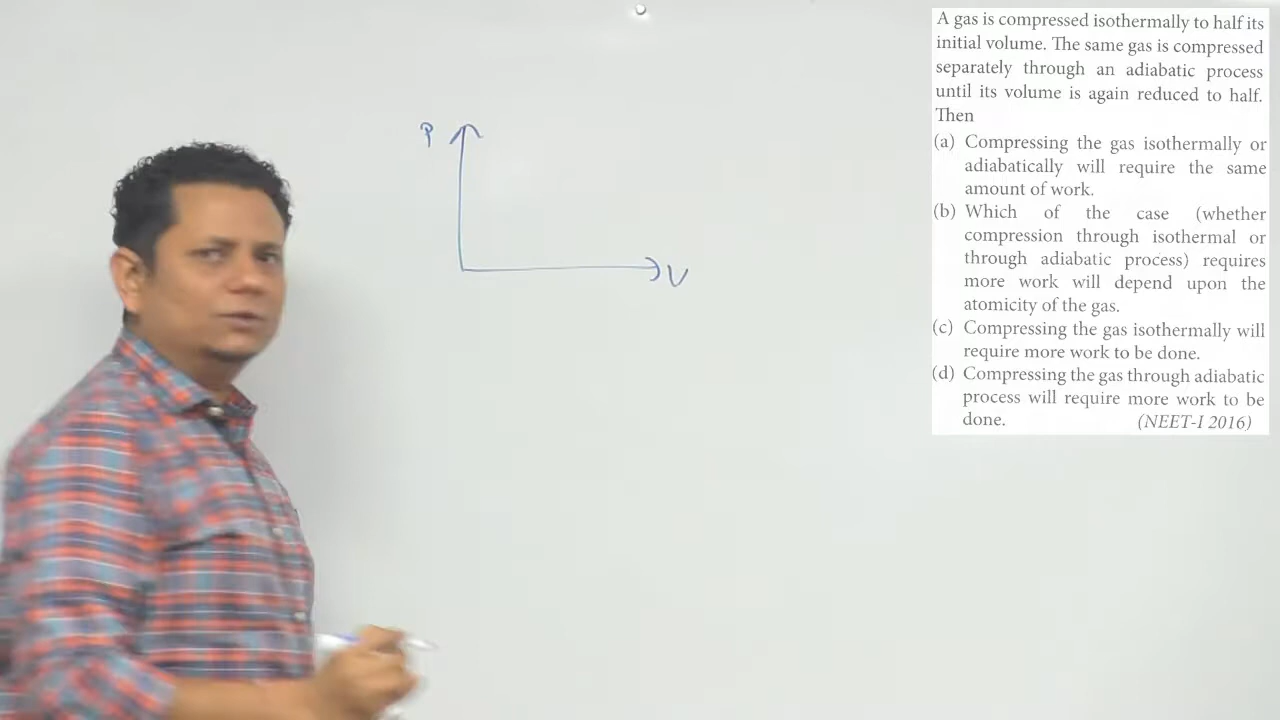 P
V
A gas is compressed isothermally to half its
initial volume. The same gas is compressed
separately through an adiabatic process
until its volume is again reduced to half.
Then
(a) Compressing the gas isothermally or
adiabatically will require the same
amount of work.
(b) Which of the case (whether
compression through isothermal or
through adiabatic process) requires
more work will depend upon the
atomicity of the gas.
(c) Compressing the gas isothermally will
require more work to be done.
(d) Compressing the gas through adiabatic
process will require more work to be
done. (NEET-I 2016)